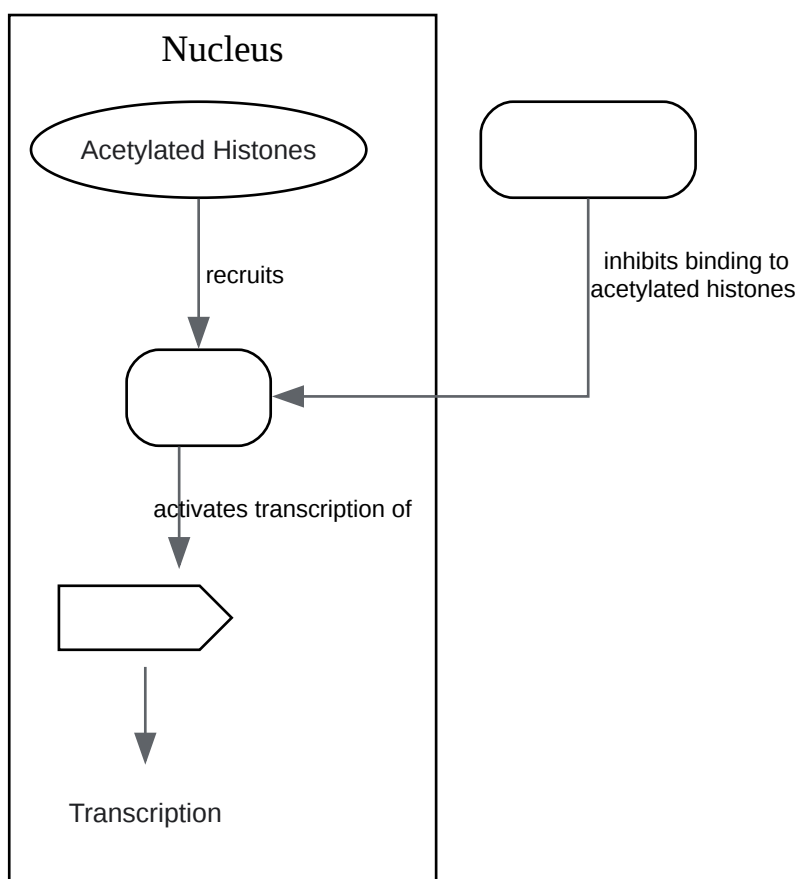 Nucleus
Acetylated Histones
recruits
inhibits binding to
acetylated histones
activates transcription of
Transcription